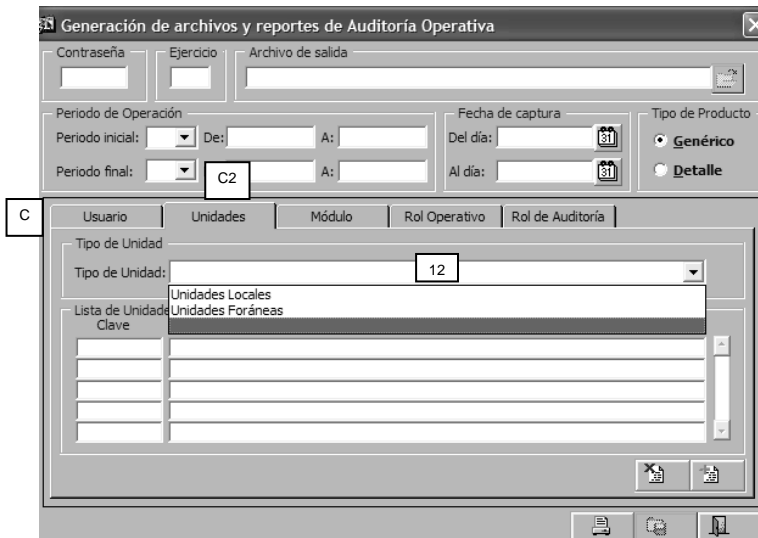 Generación de archivos y reportes de Auditoría Operativa
Contraseña Ejercicio Archivo de salida
Periodo de Operación Fecha de captura Tipo de Producto
Periodo inicial: De: A: Del día: 31 Genérico
Periodo final: C2 A: Al día: 31 Detalle
C Usuario Unidades Módulo Rol Operativo Rol de Auditoría
Tipo de Unidad
Tipo de Unidad: 12
Unidades Locales
Lista de Unidade Unidades Foráneas
Clave